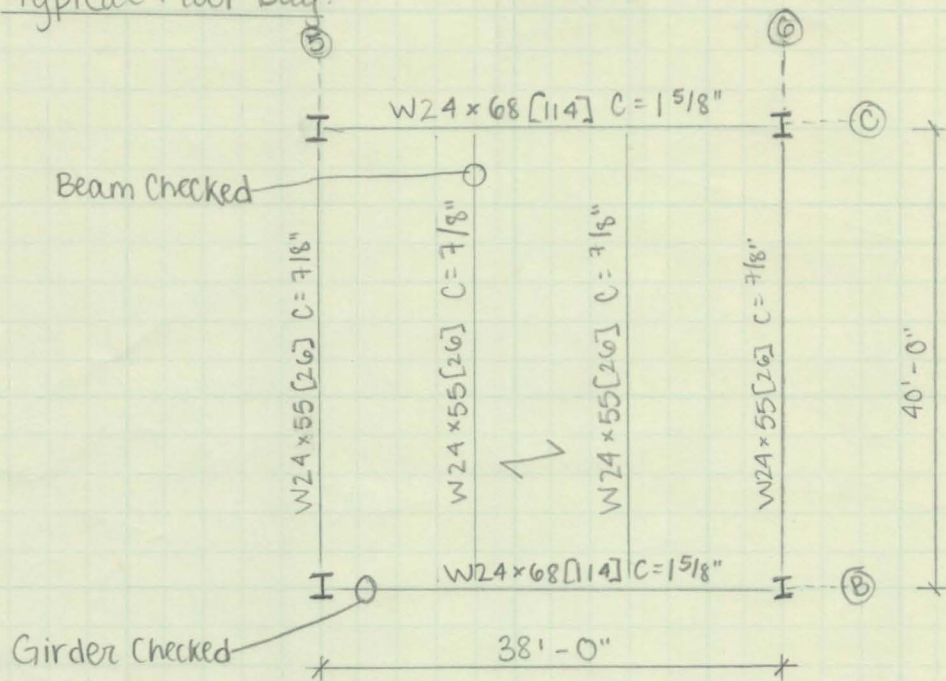 Typical Floor Bay:
6
W24 × 68 [114] C = 1 5/8"
C
Beam Checked
W24 × 55 [26] C = 7/8"
W24 × 55 [26] C = 7/8"
W24 × 55 [26] C = 7/8"
W24 × 55 [26] C = 7/8"
40'-0"
W24 × 68 [114] C = 1 5/8"
B
Girder Checked
38'-0"